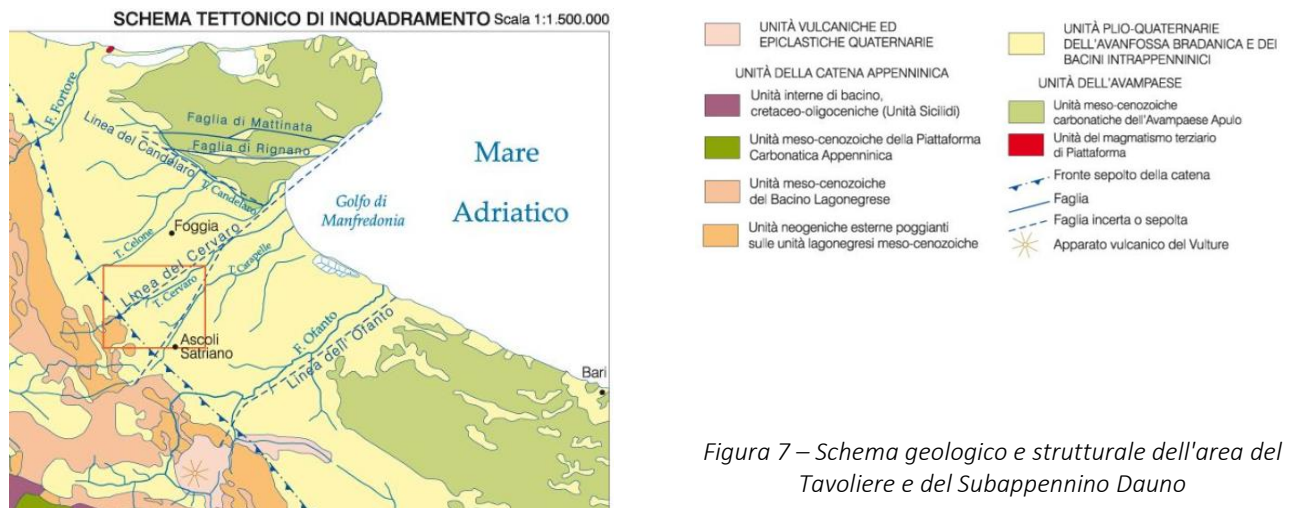 SCHEMA TETTONICO DI INQUADRAMENTO Scala 1:1.500.000
F. Fortore
Linea del Candelaro
Faglia di Mattinata
Faglia di Rignano
T. Candelaro
Mare
Adriatico
Golfo di
Manfredonia
Foggia
T. Celone
Linea del Cervaro
T. Cervaro
T. Carapelle
Ascoli
Satriano
F. Ofanto
Linea dell'Ofanto
Bari
UNITÀ VULCANICHE ED
EPICLASTICHE QUATERNARIE
UNITÀ DELLA CATENA APPENNINICA
Unità interne di bacino,
cretaceo-oligoceniche (Unità Sicilidi)
Unità meso-cenozoiche della Piattaforma
Carbonatica Appenninica
Unità meso-cenozoiche
del Bacino Lagonegrese
Unità neogeniche esterne poggianti
sulle unità lagonegresi meso-cenozoiche
UNITÀ PLIO-QUATERNARIE
DELL'AVANFOSSA BRADANICA E DEI
BACINI INTRAPPENNINICI
UNITÀ DELL'AVAMPAESE
Unità meso-cenozoiche
carbonatiche dell'Avampaese Apulo
Unità del magmatismo terziario
di Piattaforma
Fronte sepolto della catena
Faglia
Faglia incerta o sepolta
Apparato vulcanico del Vulture
Figura 7 – Schema geologico e strutturale dell'area del
Tavoliere e del Subappennino Dauno